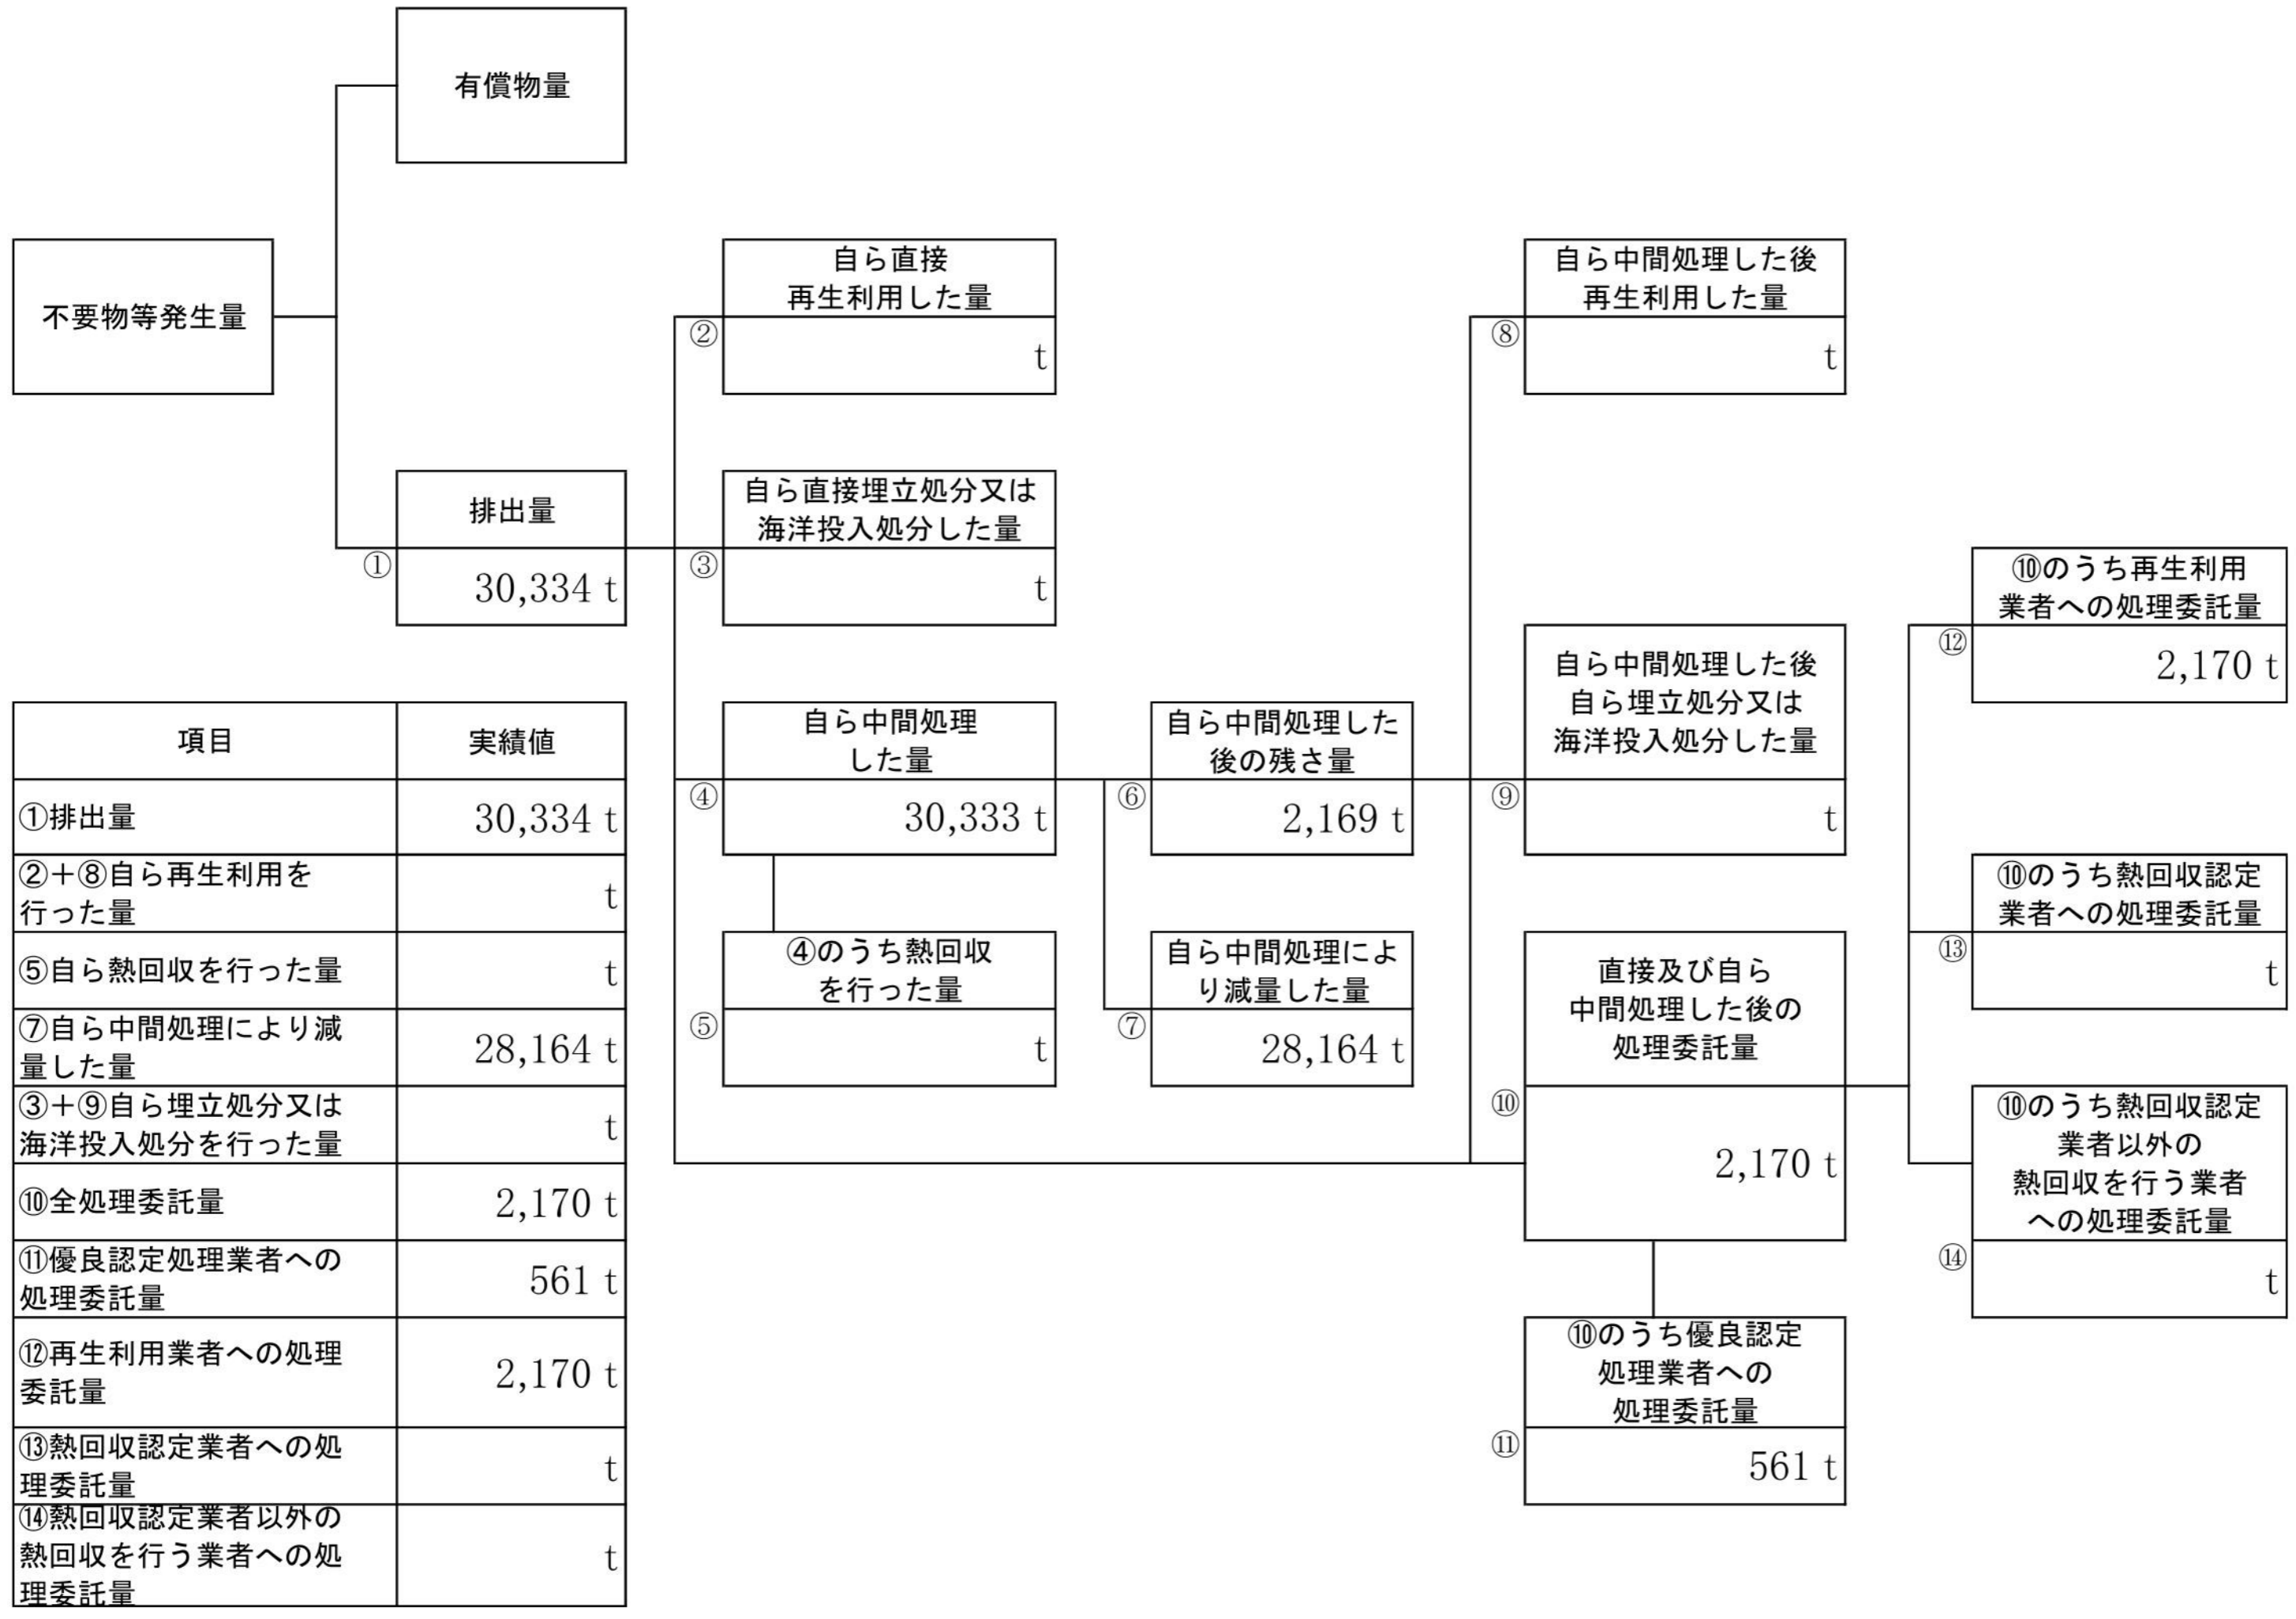 有償物量
不要物等発生量
自ら直接
再生利用した量
②
t
自ら中間処理した後
再生利用した量
⑧
t
排出量
①
30,334 t
自ら直接埋立処分又は
海洋投入処分した量
③
t
⑩のうち再生利用
業者への処理委託量
⑫
2,170 t
自ら中間処理
した量
④
30,333 t
自ら中間処理した
後の残さ量
⑥
2,169 t
自ら中間処理した後
自ら埋立処分又は
海洋投入処分した量
⑨
t
④のうち熱回収
を行った量
⑤
t
自ら中間処理によ
り減量した量
⑦
28,164 t
直接及び自ら
中間処理した後の
処理委託量
⑩
2,170 t
⑩のうち熱回収認定
業者への処理委託量
⑬
t
⑩のうち熱回収認定
業者以外の
熱回収を行う業者
への処理委託量
⑭
t
⑩のうち優良認定
処理業者への
処理委託量
⑪
561 t
項目 実績値
①排出量 30,334 t
②＋⑧自ら再生利用を
行った量
t
⑤自ら熱回収を行った量 t
⑦自ら中間処理により減
量した量
28,164 t
③＋⑨自ら埋立処分又は
海洋投入処分を行った量
t
⑩全処理委託量 2,170 t
⑪優良認定処理業者への
処理委託量
561 t
⑫再生利用業者への処理
委託量
2,170 t
⑬熱回収認定業者への処
理委託量
t
⑭熱回収認定業者以外の
熱回収を行う業者への処
理委託量
t